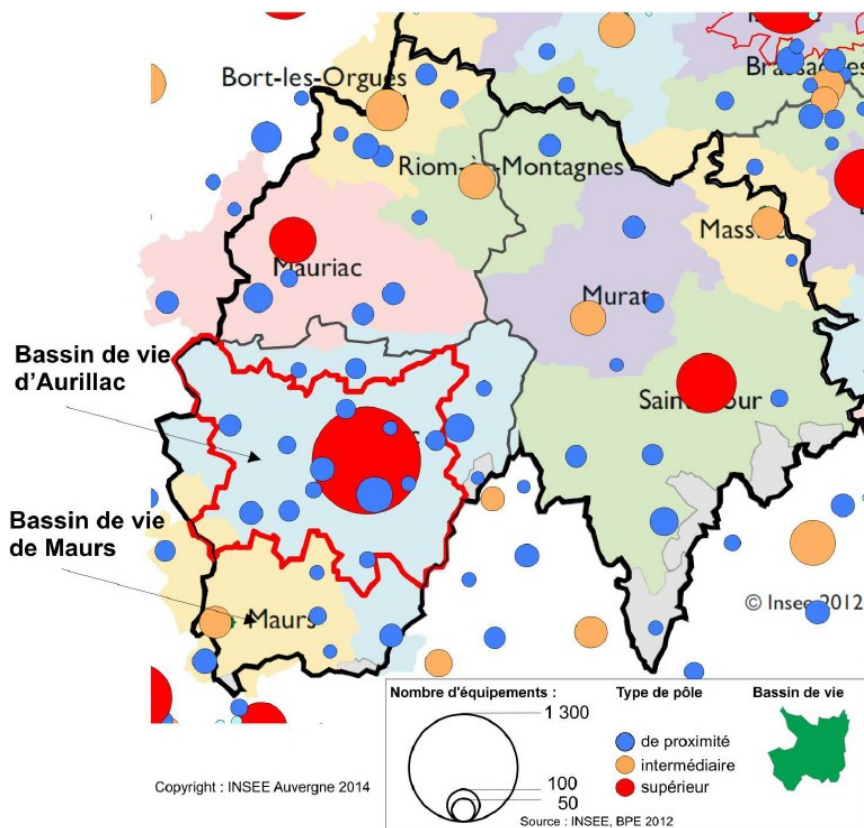 Bort-les-Orgues
Riom-ès-Montagnes
Mauriac
Murat
Bassin de vie
d'Aurillac
Bassin de vie
de Maurs
Maurs
© Insee 2012
Nombre d'équipements :
1 300
100
50
Type de pôle
de proximité
intermédiaire
supérieur
Bassin de vie
Copyright : INSEE Auvergne 2014
Source : INSEE, BPE 2012